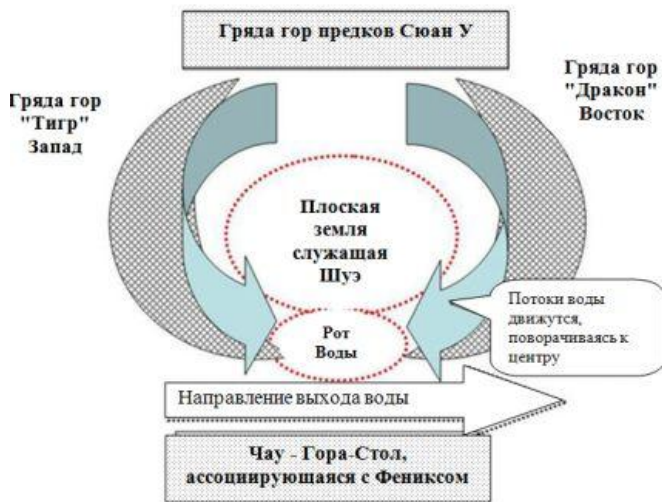 Гряда гор предков Сюан У
Гряда гор
"Тигр"
Запад
Гряда гор
"Дракон"
Восток
Плоская
земля
служащая
Шуэ
Потоки воды
движутся,
поворачиваясь к
центру
Рот
Воды
Направление выхода воды
Чау - Гора-Стол,
ассоциирующаяся с Фениксом